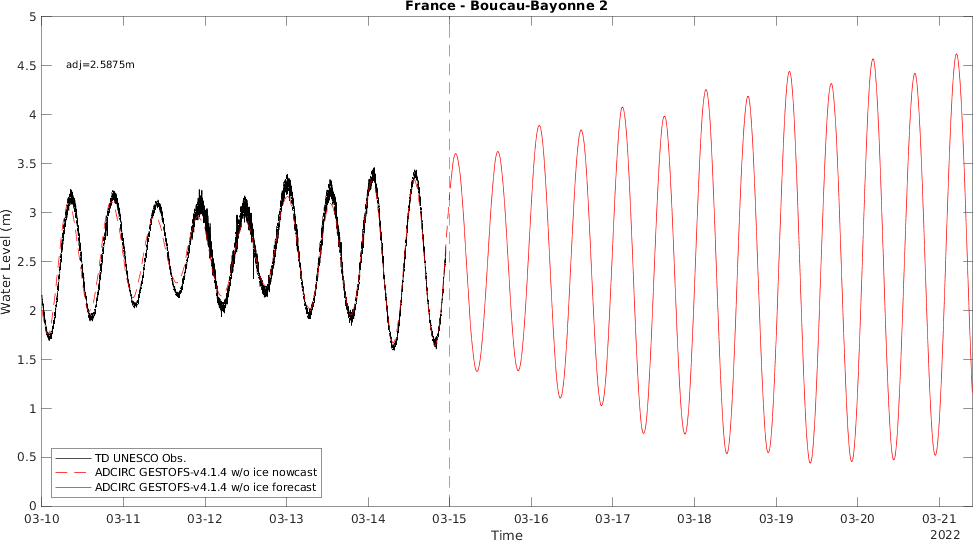 France - Boucau-Bayonne 2
5
4.5
4
3.5
3
2.5
2
1.5
1
0.5
0
Water Level (m)
adj=2.5875m
TD UNESCO Obs.
ADCIRC GESTOFS-v4.1.4 w/o ice nowcast
ADCIRC GESTOFS-v4.1.4 w/o ice forecast
03-10 03-11 03-12 03-13 03-14 03-15 03-16 03-17 03-18 03-19 03-20 03-21
Time
2022